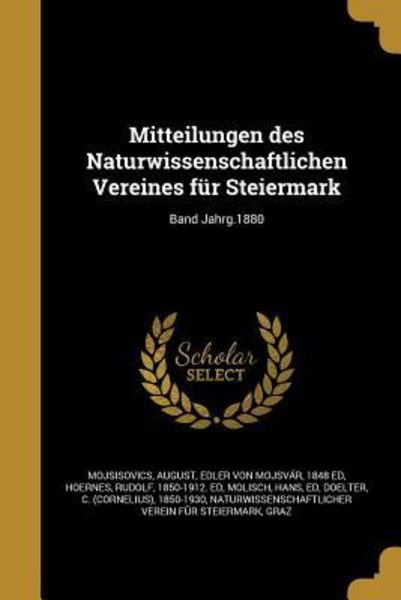 Mitteilungen des
Naturwissenschaftlichen
Vereines für Steiermark
Band Jahrg.1880
Scholar
SELECT
MOJSISOVICS, AUGUST, EDLER VON MOJSVÁR, 1848 ED,
HOERNES, RUDOLF, 1850-1912. ED, MOLISCH, HANS, ED, DOELTER,
C. (CORNELIUS), 1850-1930, NATURWISSENSCHAFTLICHER
VEREIN FÜR STEIERMARK, GRAZ